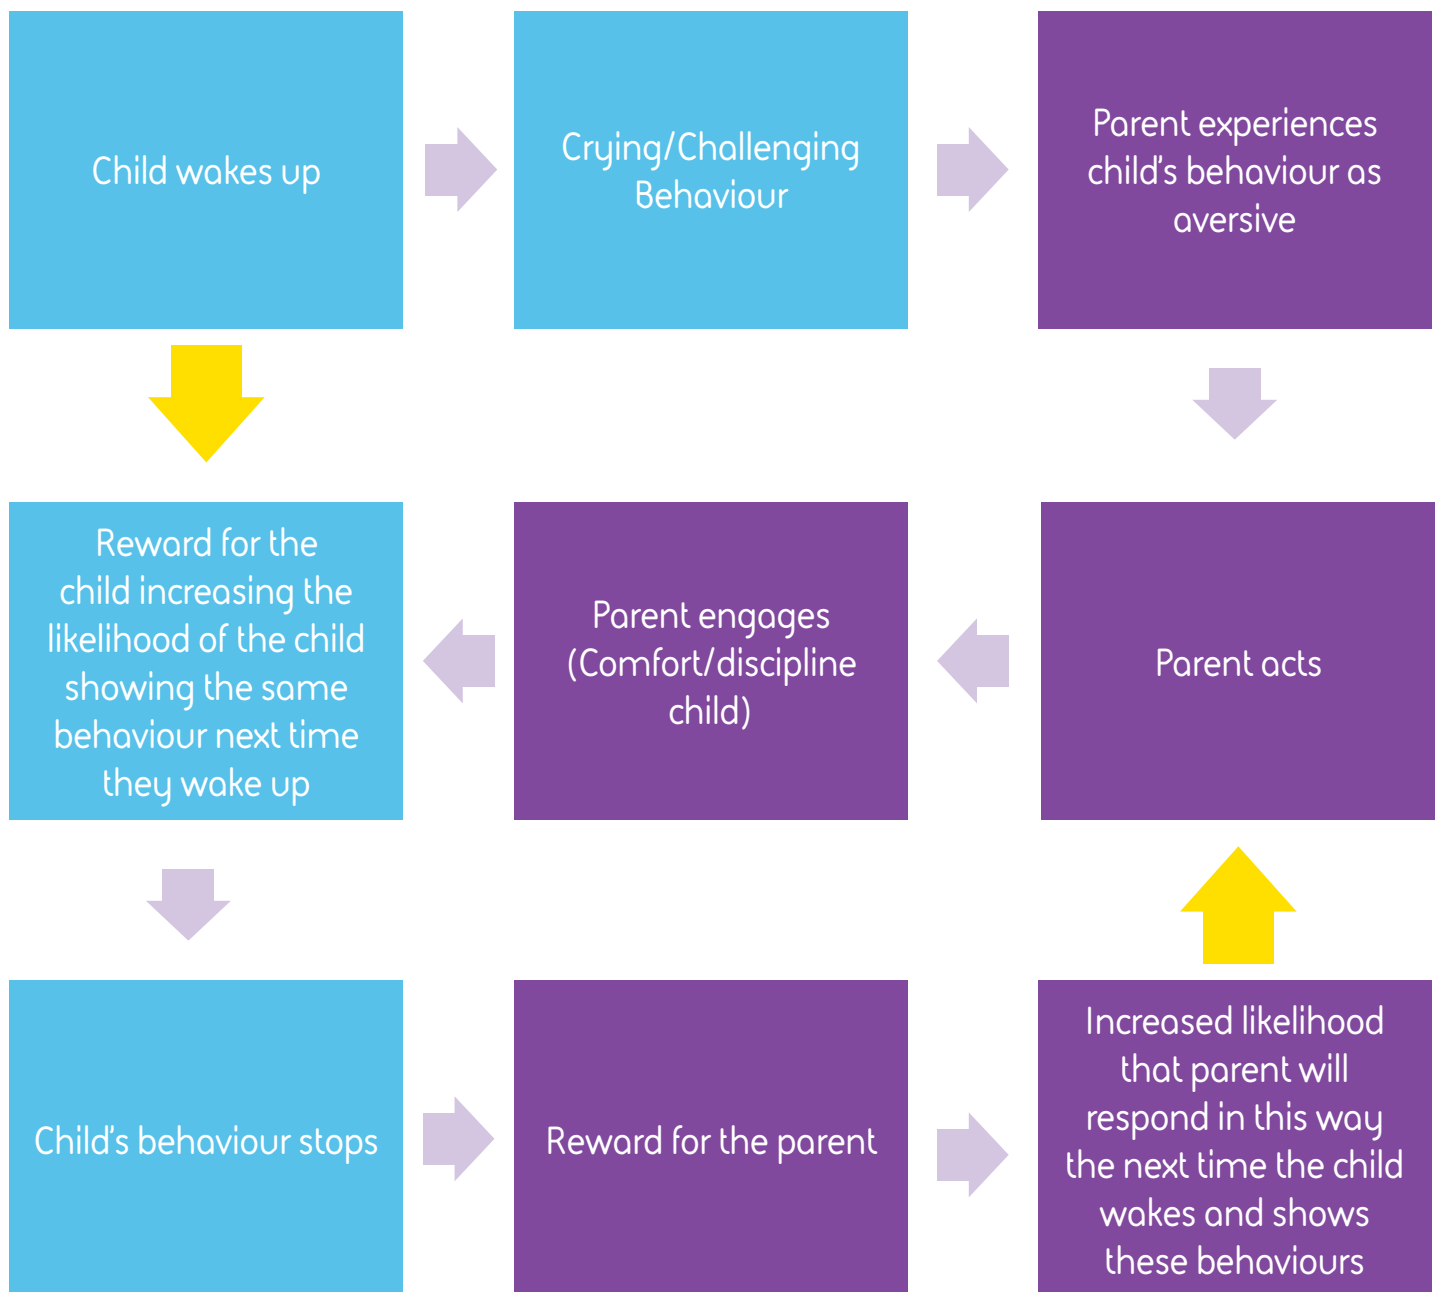 Child wakes up
Crying/Challenging
Behaviour
Parent experiences
child's behaviour as
aversive
Reward for the
child increasing the
likelihood of the child
showing the same
behaviour next time
they wake up
Parent engages
(Comfort/discipline
child)
Parent acts
Child's behaviour stops
Reward for the parent
Increased likelihood
that parent will
respond in this way
the next time the child
wakes and shows
these behaviours